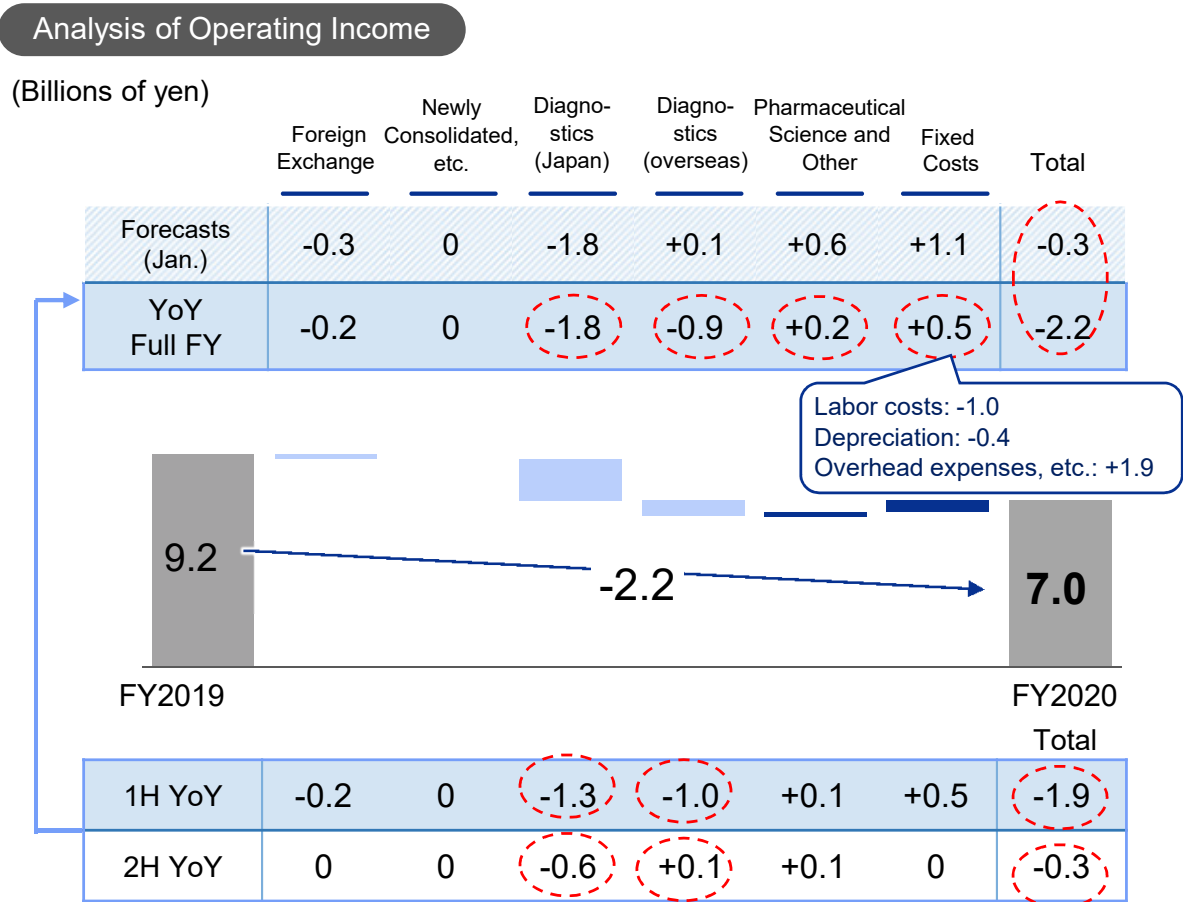 Analysis of Operating Income
(Billions of yen)
Foreign
Exchange
Newly
Consolidated,
etc.
Diagno-
stics
(Japan)
Diagno-
stics
(overseas)
Pharmaceutical
Science and
Other
Fixed
Costs
Total
Forecasts
(Jan.)
-0.3 0 -1.8 +0.1 +0.6 +1.1 -0.3
YoY
Full FY
-0.2 0 -1.8 -0.9 +0.2 +0.5 -2.2
Labor costs: -1.0
Depreciation: -0.4
Overhead expenses, etc.: +1.9
9.2
-2.2
7.0
FY2019
FY2020
Total
1H YoY -0.2 0 -1.3 -1.0 +0.1 +0.5 -1.9
2H YoY 0 0 -0.6 +0.1 +0.1 0 -0.3